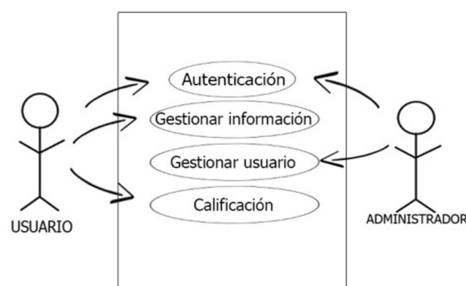 Autenticación
Gestionar información
Gestionar usuario
Calificación
USUARIO
ADMINISTRADOR